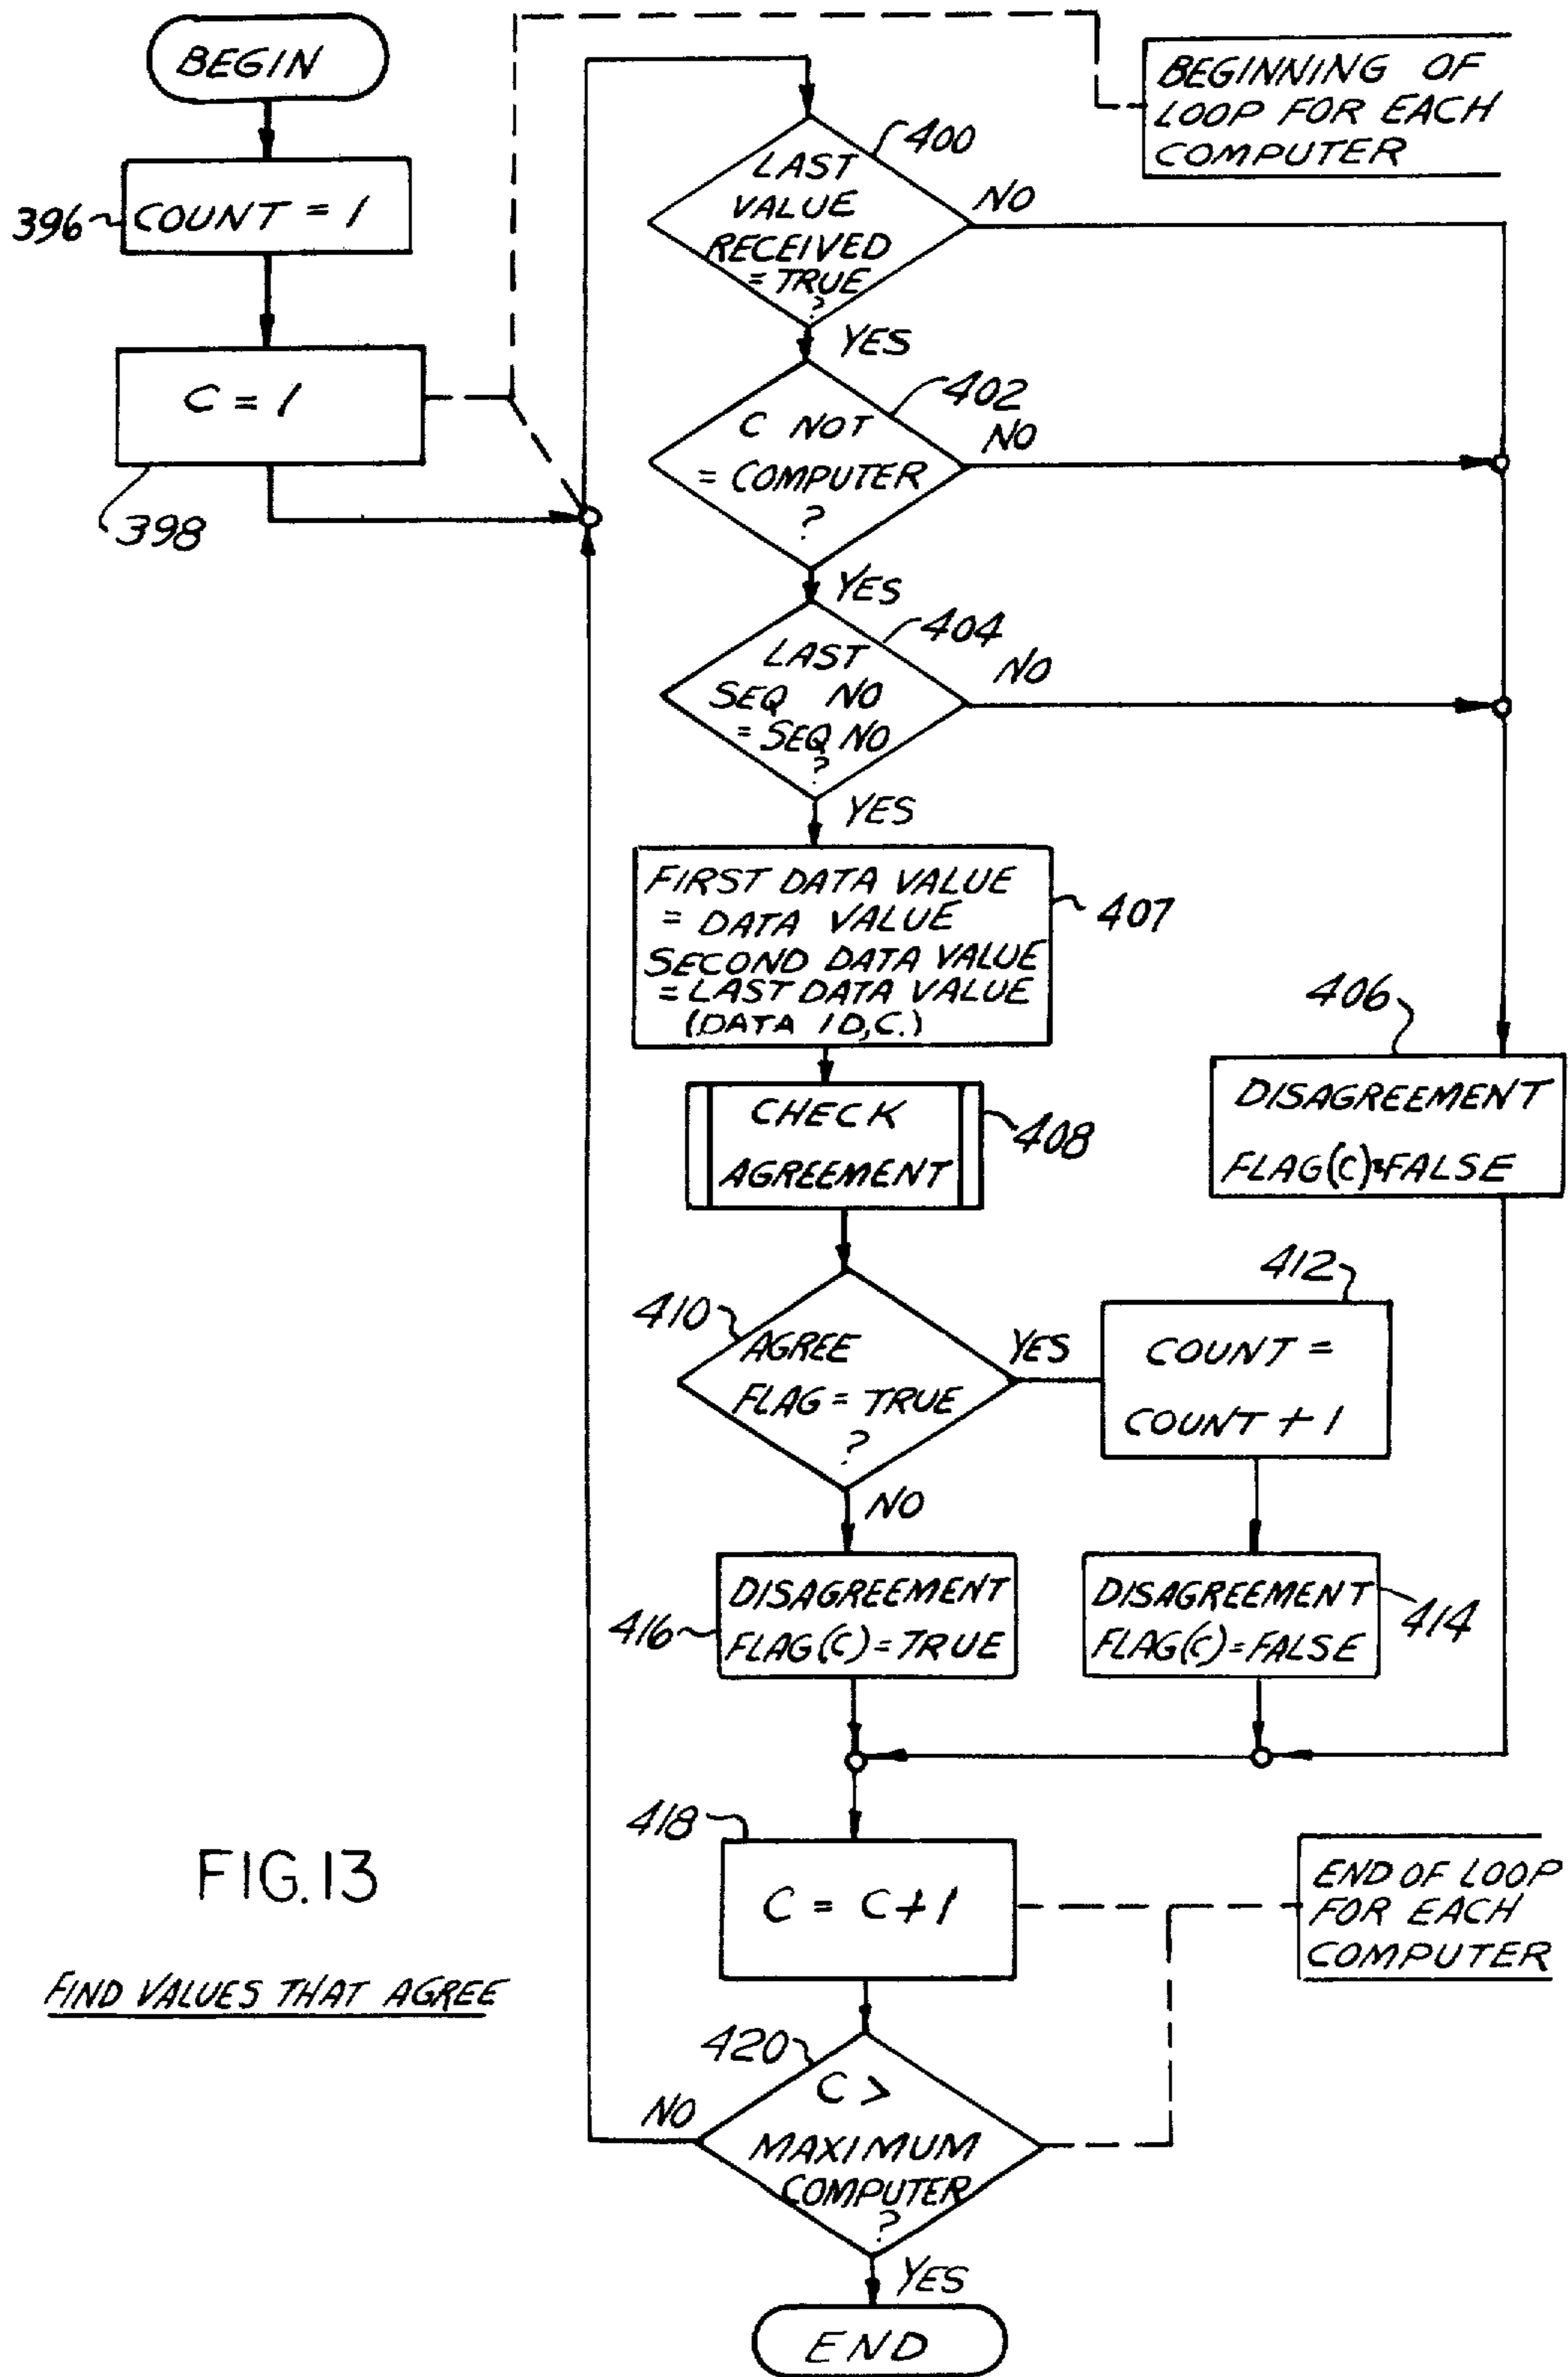 BEGIN
396
COUNT = 1
C = 1
398
BEGINNING OF
LOOP FOR EACH
COMPUTER
400
LAST
VALUE
RECEIVED
= TRUE
?
NO
YES
402
C NOT
= COMPUTER
?
NO
YES
404
LAST
SEQ NO
= SEQ NO
?
NO
YES
FIRST DATA VALUE
= DATA VALUE
SECOND DATA VALUE
= LAST DATA VALUE
(DATA ID,C.)
407
406
DISAGREEMENT
FLAG(C)=FALSE
CHECK
AGREEMENT
408
410
AGREE
FLAG = TRUE
?
YES
NO
412
COUNT =
COUNT + 1
DISAGREEMENT
FLAG(C)=TRUE
416
DISAGREEMENT
FLAG(C)=FALSE
414
418
C = C+1
END OF LOOP
FOR EACH
COMPUTER
420
C >
MAXIMUM
COMPUTER
?
NO
YES
END
FIG.13
FIND VALUES THAT AGREE